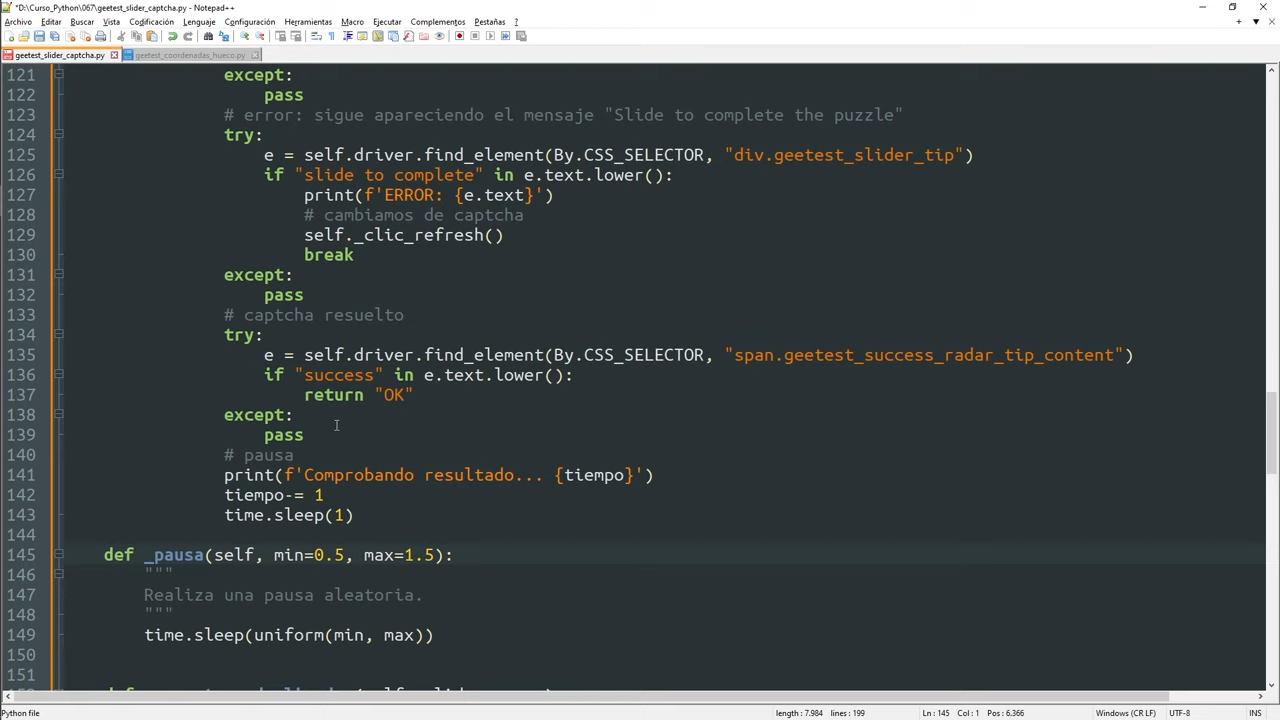 *D:\Curso_Python\067\geetest_slider_captcha.py - Notepad++
Archivo Editar Buscar Vista Codificación Lenguaje Configuración Herramientas Macro Ejecutar Complementos Pestañas ?
geetest_slider_captcha.py geetest_coordenadas_hueco.py
121 except:
122 pass
123 # error: sigue apareciendo el mensaje "Slide to complete the puzzle"
124 try:
125 e = self.driver.find_element(By.CSS_SELECTOR, "div.geetest_slider_tip")
126 if "slide to complete" in e.text.lower():
127 print(f'ERROR: {e.text}')
128 # cambiamos de captcha
129 self._clic_refresh()
130 break
131 except:
132 pass
133 # captcha resuelto
134 try:
135 e = self.driver.find_element(By.CSS_SELECTOR, "span.geetest_success_radar_tip_content")
136 if "success" in e.text.lower():
137 return "OK"
138 except:
139 pass
140 # pausa
141 print(f'Comprobando resultado... {tiempo}')
142 tiempo-= 1
143 time.sleep(1)
144
145 def _pausa(self, min=0.5, max=1.5):
146 """
147 Realiza una pausa aleatoria.
148 """
149 time.sleep(uniform(min, max))
150
151
Python file length : 7.984 lines : 199 Ln : 145 Col : 1 Pos : 6.366 Windows (CR LF) UTF-8 INS